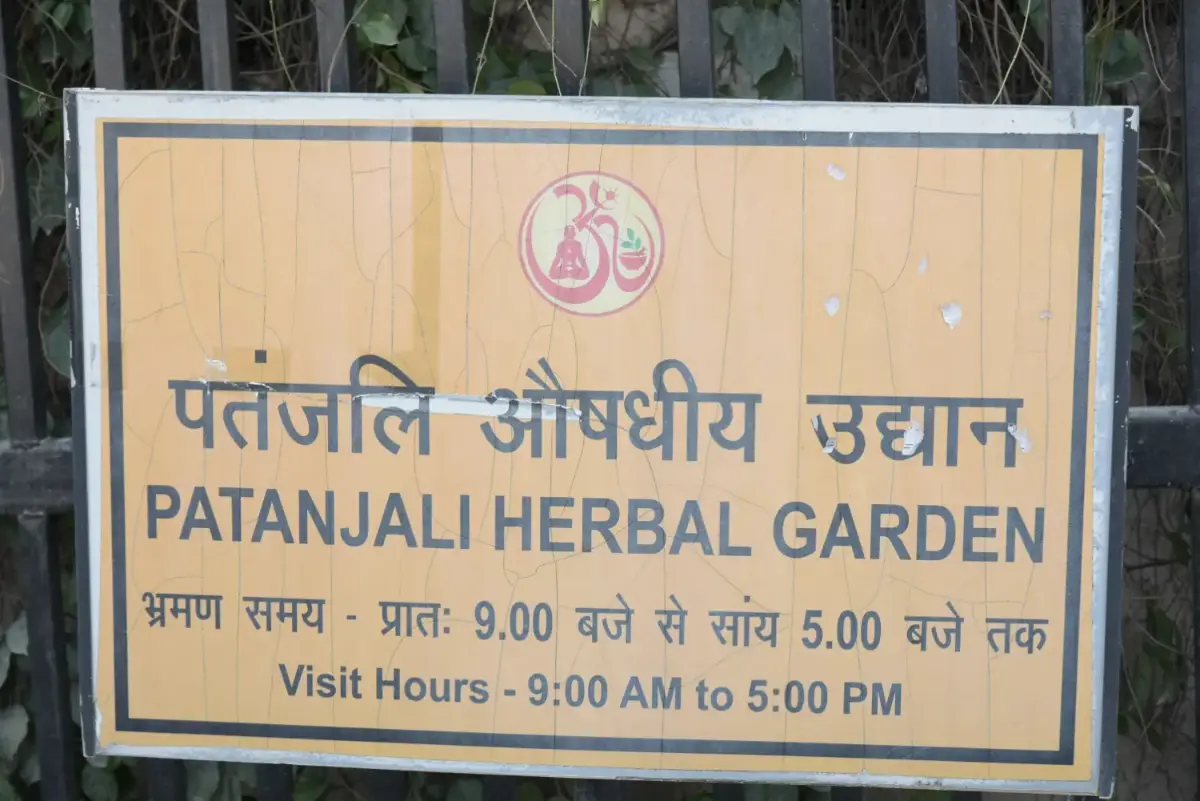 पतंजलि औषधीय उद्यान
PATANJALI HERBAL GARDEN
भ्रमण समय - प्रातः 9.00 बजे से सांय 5.00 बजे तक
Visit Hours - 9:00 AM to 5:00 PM